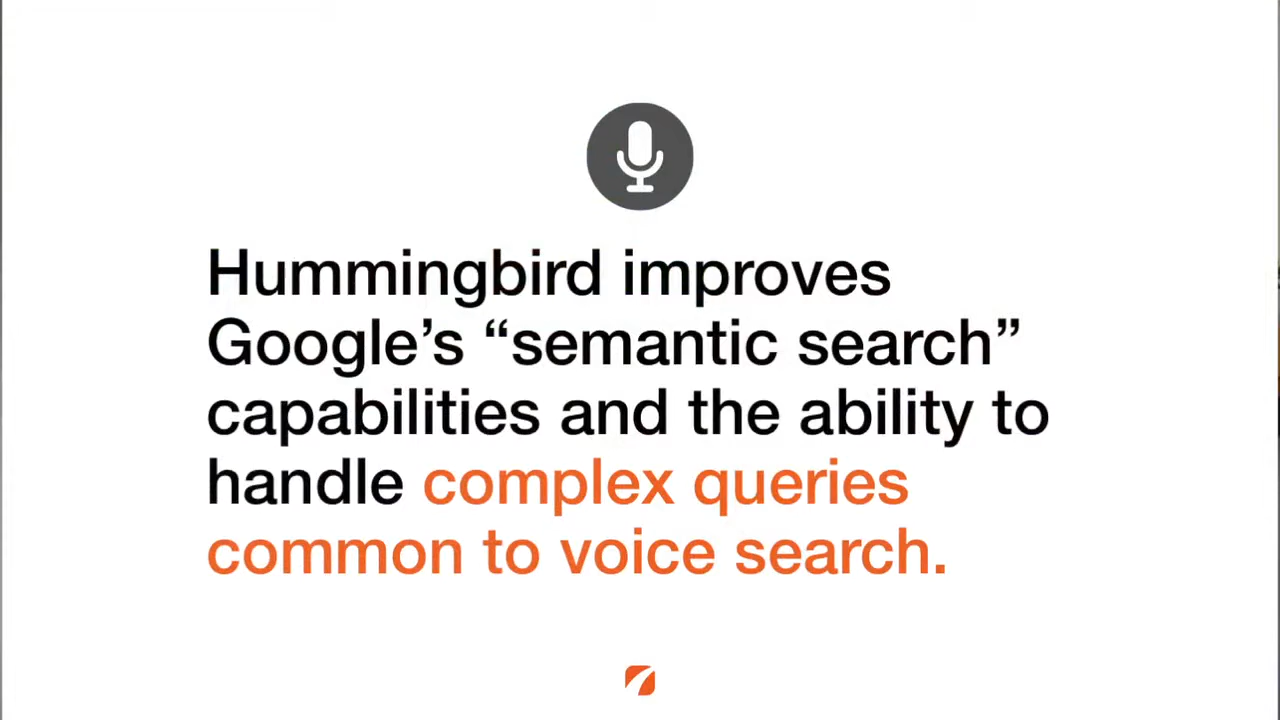 Hummingbird improves
Google’s “semantic search”
capabilities and the ability to
handle complex queries
common to voice search.